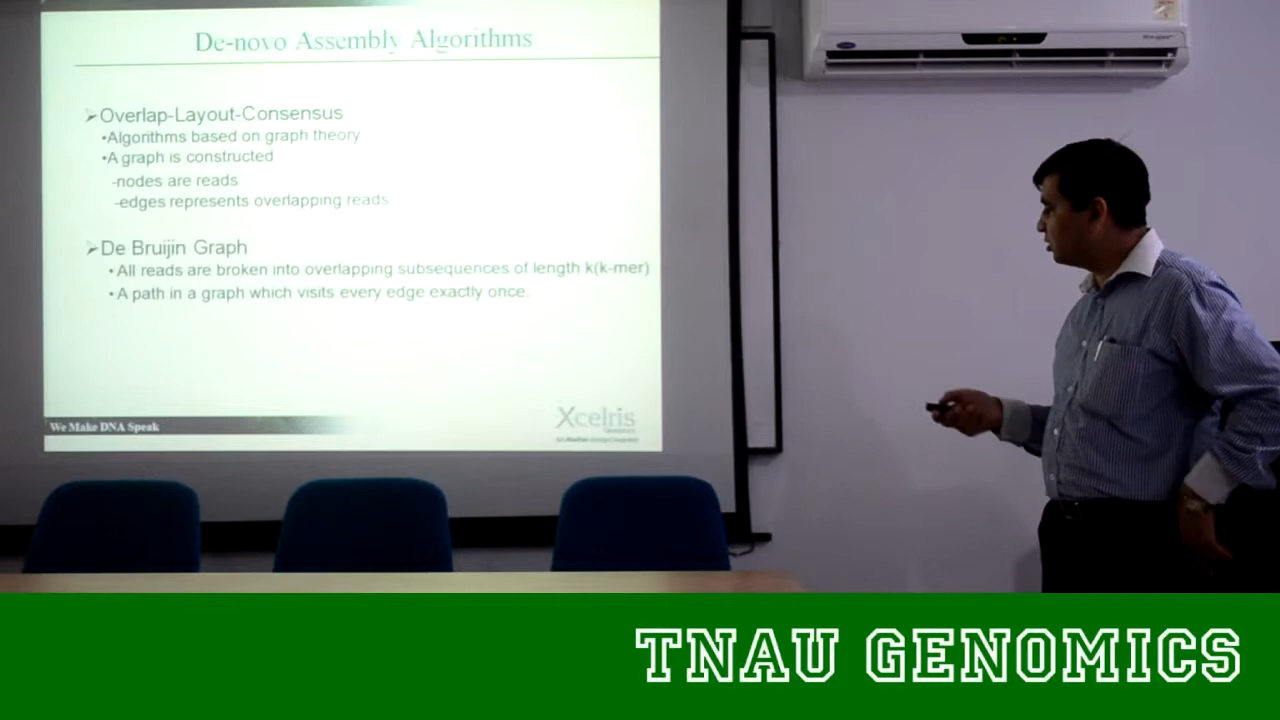 De-novo Assembly Algorithms
➢Overlap-Layout-Consensus
•Algorithms based on graph theory
•A graph is constructed
-nodes are reads
-edges represents overlapping reads
➢De Bruijin Graph
•All reads are broken into overlapping subsequences of length k(k-mer)
•A path in a graph which visits every edge exactly once.
We Make DNA Speak
Xcelris
TNAU GENOMICS